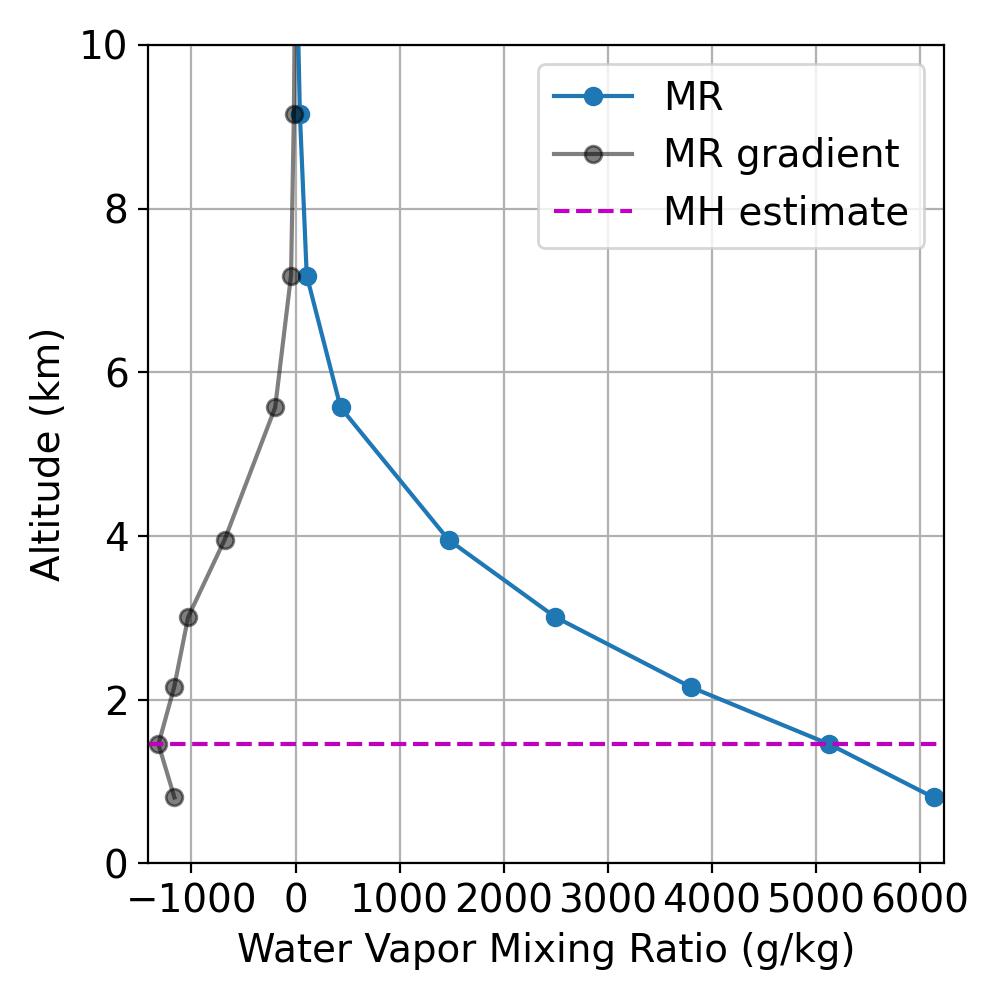 10
8
6
4
2
0
Altitude (km)
MR
MR gradient
MH estimate
−1000 0 1000 2000 3000 4000 5000 6000
Water Vapor Mixing Ratio (g/kg)